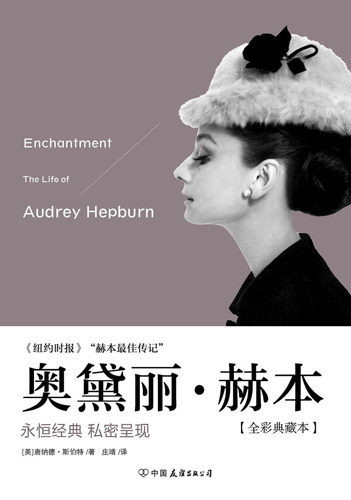 Enchantment
The Life of
Audrey Hepburn
《纽约时报》“赫本最佳传记”
奥黛丽·赫本
永恒经典 私密呈现
【全彩典藏本】
[美]唐纳德·斯伯特 /著 庄靖 /译
中国友谊出版公司